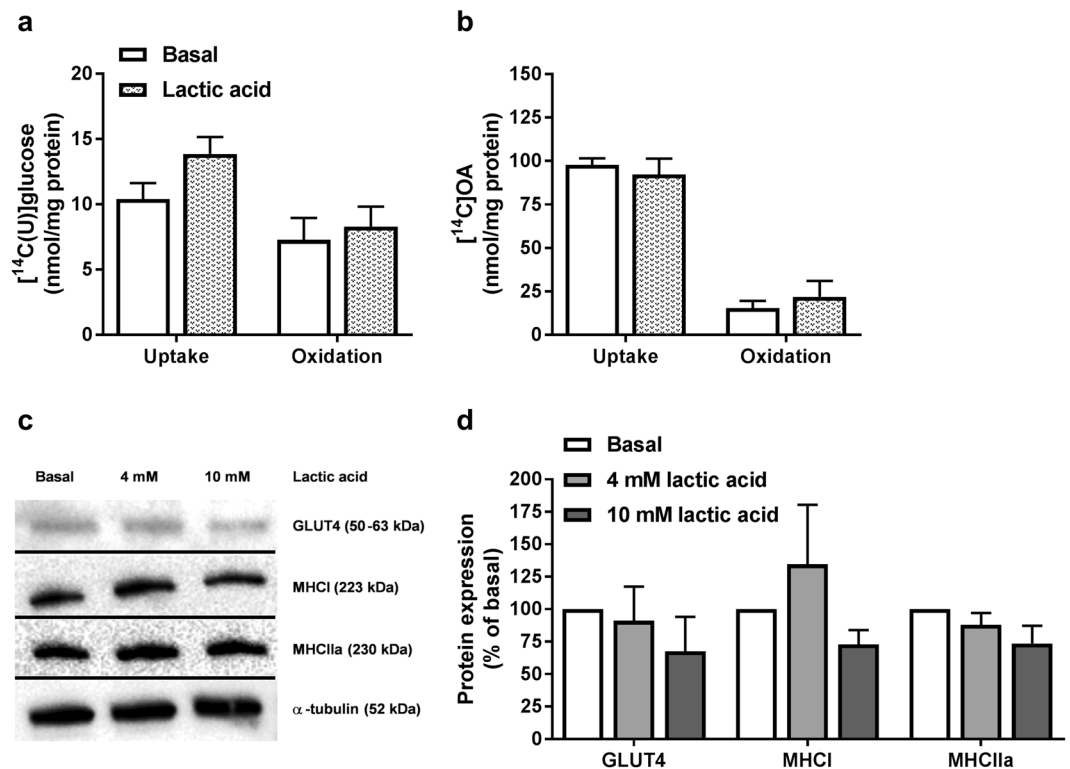 a
Basal
Lactic acid
[¹⁴C(U)]glucose
(nmol/mg protein)
20
15
10
5
0
Uptake
Oxidation
b
[¹⁴C]OA
(nmol/mg protein)
150
125
100
75
50
25
0
Uptake
Oxidation
c
Basal 4 mM 10 mM Lactic acid
GLUT4 (50-63 kDa)
MHCI (223 kDa)
MHCIIa (230 kDa)
α-tubulin (52 kDa)
d
Basal
4 mM lactic acid
10 mM lactic acid
Protein expression
(% of basal)
200
175
150
125
100
75
50
25
0
GLUT4
MHCI
MHCIIa